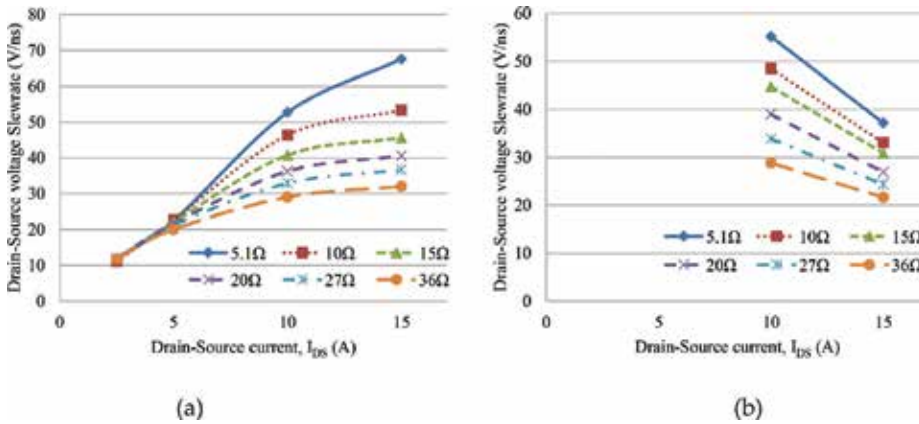 80
70
60
50
40
30
20
10
0
Drain-Source voltage Slewrate (V/ns)
5.1Ω 10Ω 15Ω
20Ω 27Ω 36Ω
0 5 10 15
Drain-Source current, I_DS (A)
(a)
60
50
40
30
20
10
0
Drain-Source voltage Slewrate (V/ns)
5.1Ω 10Ω 15Ω
20Ω 27Ω 36Ω
0 5 10 15
Drain-Source current, I_DS (A)
(b)